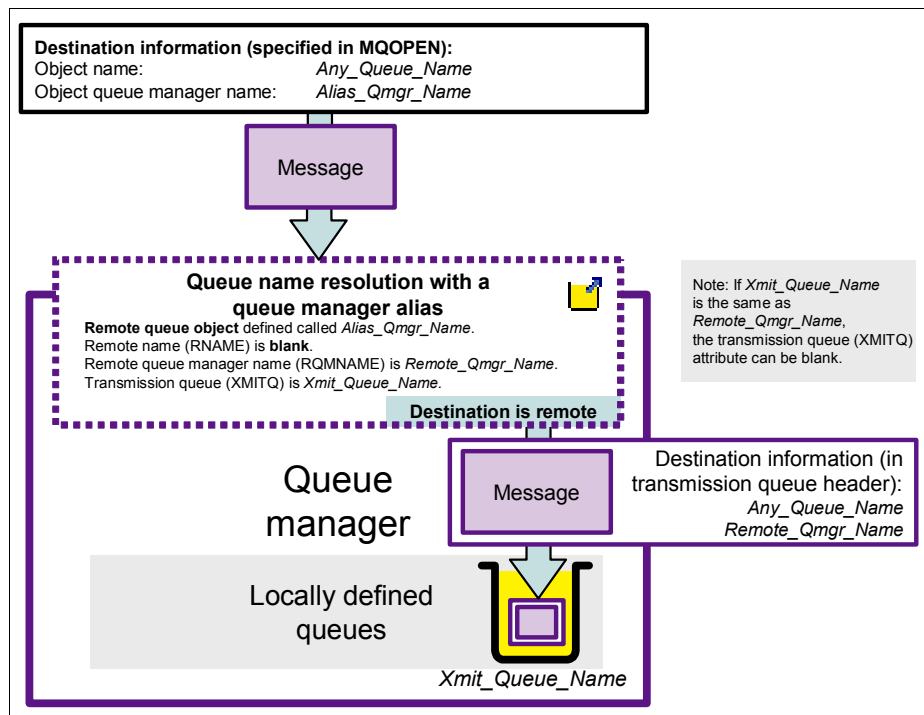 Destination information (specified in MQOPEN):
Object name: Any_Queue_Name
Object queue manager name: Alias_Qmgr_Name
Message
Queue name resolution with a
queue manager alias
Remote queue object defined called Alias_Qmgr_Name.
Remote name (RNAME) is blank.
Remote queue manager name (RQMNAME) is Remote_Qmgr_Name.
Transmission queue (XMITQ) is Xmit_Queue_Name.
Destination is remote
Note: If Xmit_Queue_Name
is the same as
Remote_Qmgr_Name,
the transmission queue (XMITQ)
attribute can be blank.
Queue
manager
Message
Destination information (in
transmission queue header):
Any_Queue_Name
Remote_Qmgr_Name
Locally defined
queues
Xmit_Queue_Name